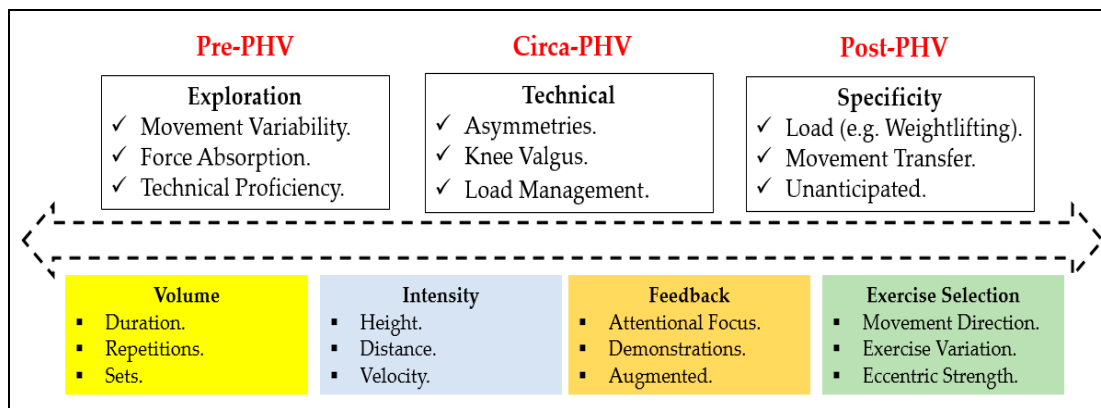 Pre-PHV
Circa-PHV
Post-PHV
Exploration
✓ Movement Variability.
✓ Force Absorption.
✓ Technical Proficiency.
Technical
✓ Asymmetries.
✓ Knee Valgus.
✓ Load Management.
Specificity
✓ Load (e.g. Weightlifting).
✓ Movement Transfer.
✓ Unanticipated.
Volume
▪ Duration.
▪ Repetitions.
▪ Sets.
Intensity
▪ Height.
▪ Distance.
▪ Velocity.
Feedback
▪ Attentional Focus.
▪ Demonstrations.
▪ Augmented.
Exercise Selection
▪ Movement Direction.
▪ Exercise Variation.
▪ Eccentric Strength.